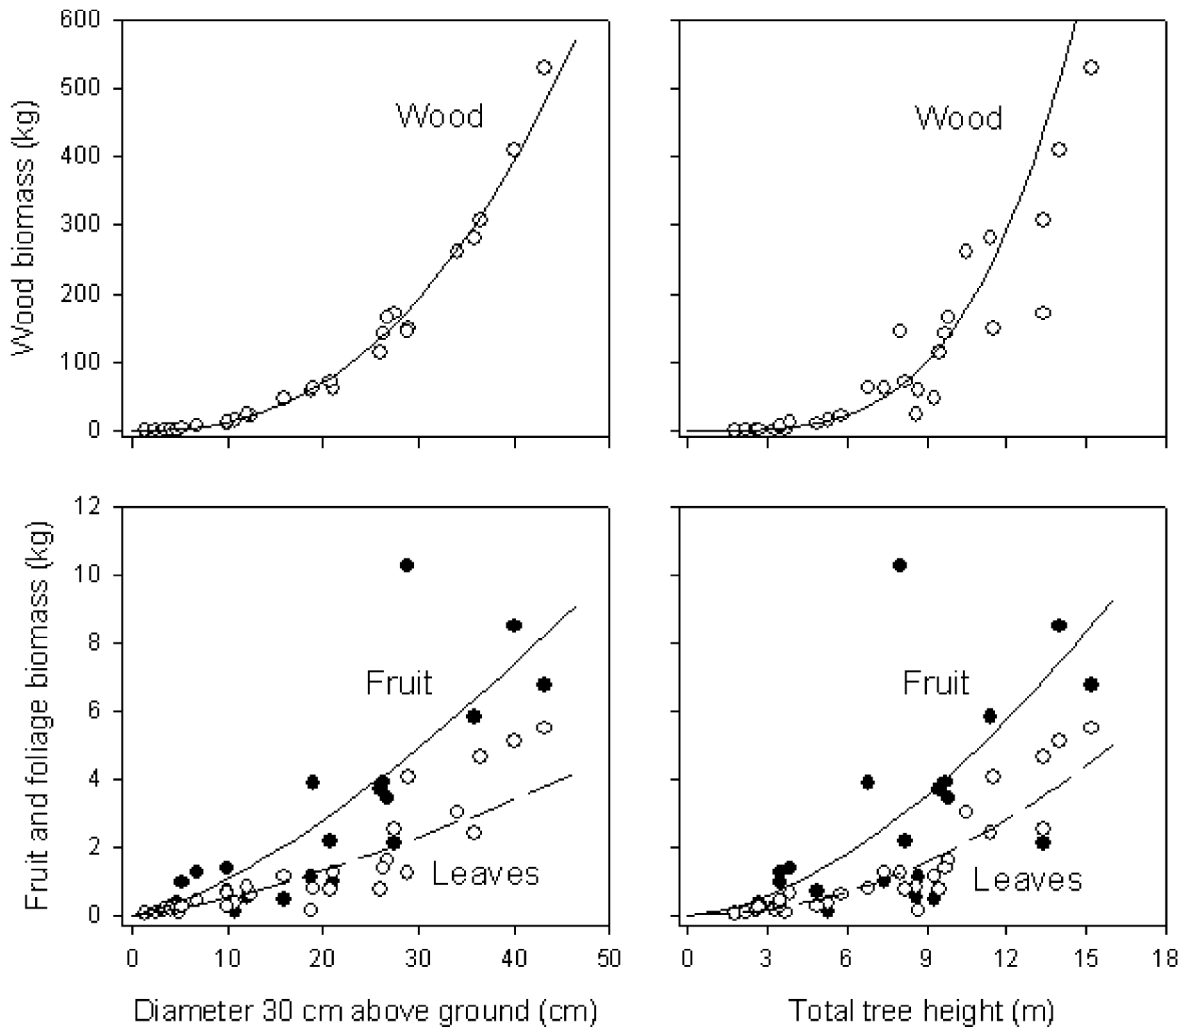 Wood biomass (kg)
600
500
400
300
200
100
0
Wood
Wood
Fruit and foliage biomass (kg)
12
10
8
6
4
2
0
Fruit
Leaves
Fruit
Leaves
0 10 20 30 40 50
0 3 6 9 12 15 18
Diameter 30 cm above ground (cm)
Total tree height (m)